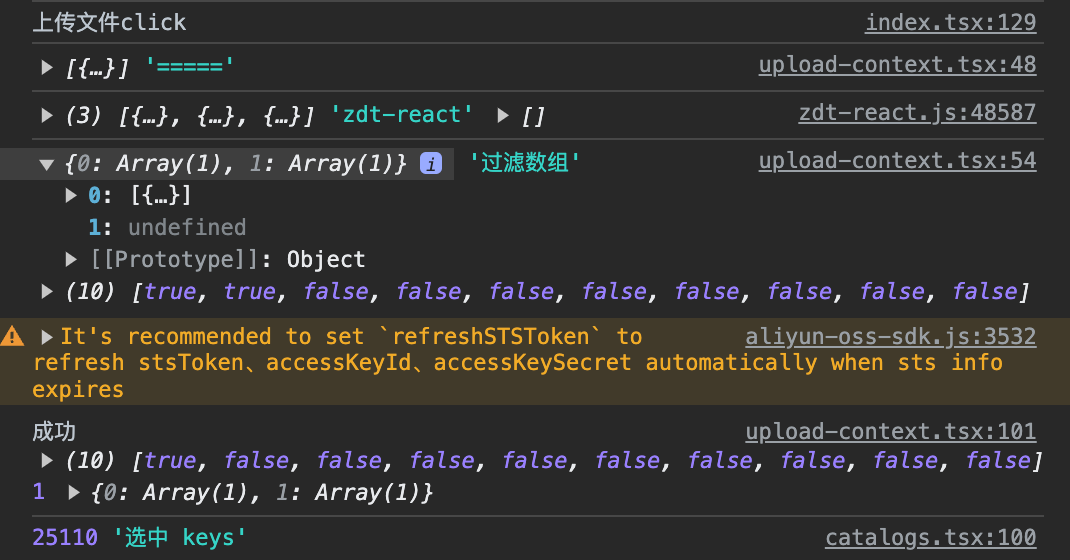 上传文件click index.tsx:129
▶ [{…}] '=====' upload-context.tsx:48
▶ (3) [{…}, {…}, {…}] 'zdt-react' ▶ [] zdt-react.js:48587
▼ {0: Array(1), 1: Array(1)} i '过滤数组' upload-context.tsx:54
▶ 0: [{…}]
1: undefined
▶ [[Prototype]]: Object
▶ (10) [true, true, false, false, false, false, false, false, false, false]
▶ It's recommended to set `refreshSTSToken` to aliyun-oss-sdk.js:3532
refresh stsToken、accessKeyId、accessKeySecret automatically when sts info
expires
成功 upload-context.tsx:101
▶ (10) [true, false, false, false, false, false, false, false, false, false]
1 ▶ {0: Array(1), 1: Array(1)}
25110 '选中 keys' catalogs.tsx:100